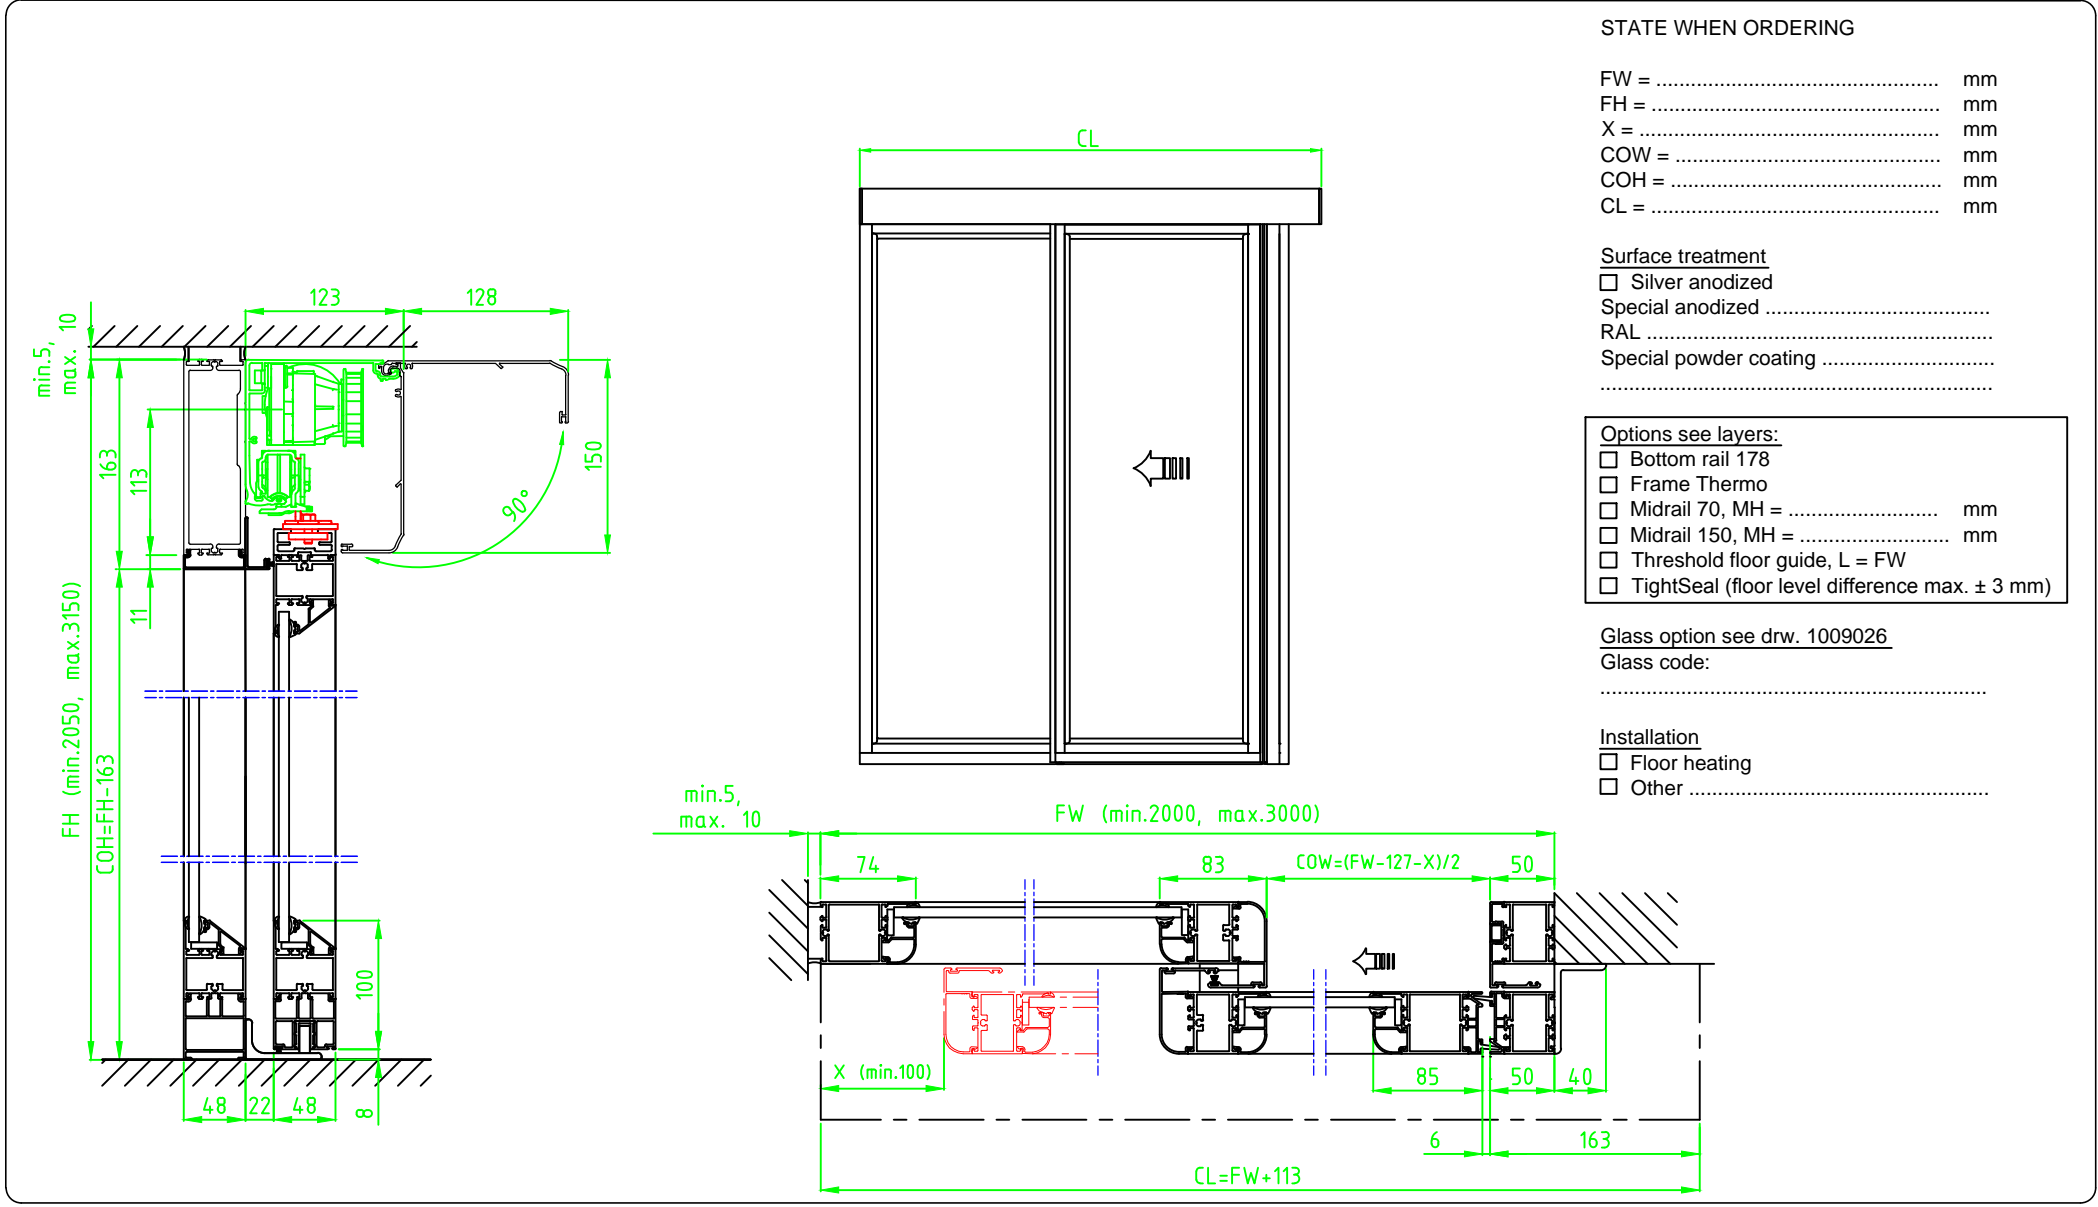 STATE WHEN ORDERING
FW = ................................................. mm
FH = .................................................. mm
X = .................................................... mm
COW = .............................................. mm
COH = ............................................... mm
CL = .................................................. mm
Surface treatment
Silver anodized
Special anodized .......................................
RAL ............................................................
Special powder coating ..............................
....................................................................
Options see layers:
Bottom rail 178
Frame Thermo
Midrail 70, MH = .......................... mm
Midrail 150, MH = .......................... mm
Threshold floor guide, L = FW
TightSeal (floor level difference max. ± 3 mm)
Glass option see drw. 1009026
Glass code:
...................................................................
Installation
Floor heating
Other ....................................................
CL
123
128
min.5,
max. 10
163
113
150
90°
11
FH (min.2050, max.3150)
COH=FH-163
100
48
22
48
8
min.5,
max. 10
FW (min.2000, max.3000)
74
83
COW=(FW-127-X)/2
50
X (min.100)
85
50
40
6
163
CL=FW+113